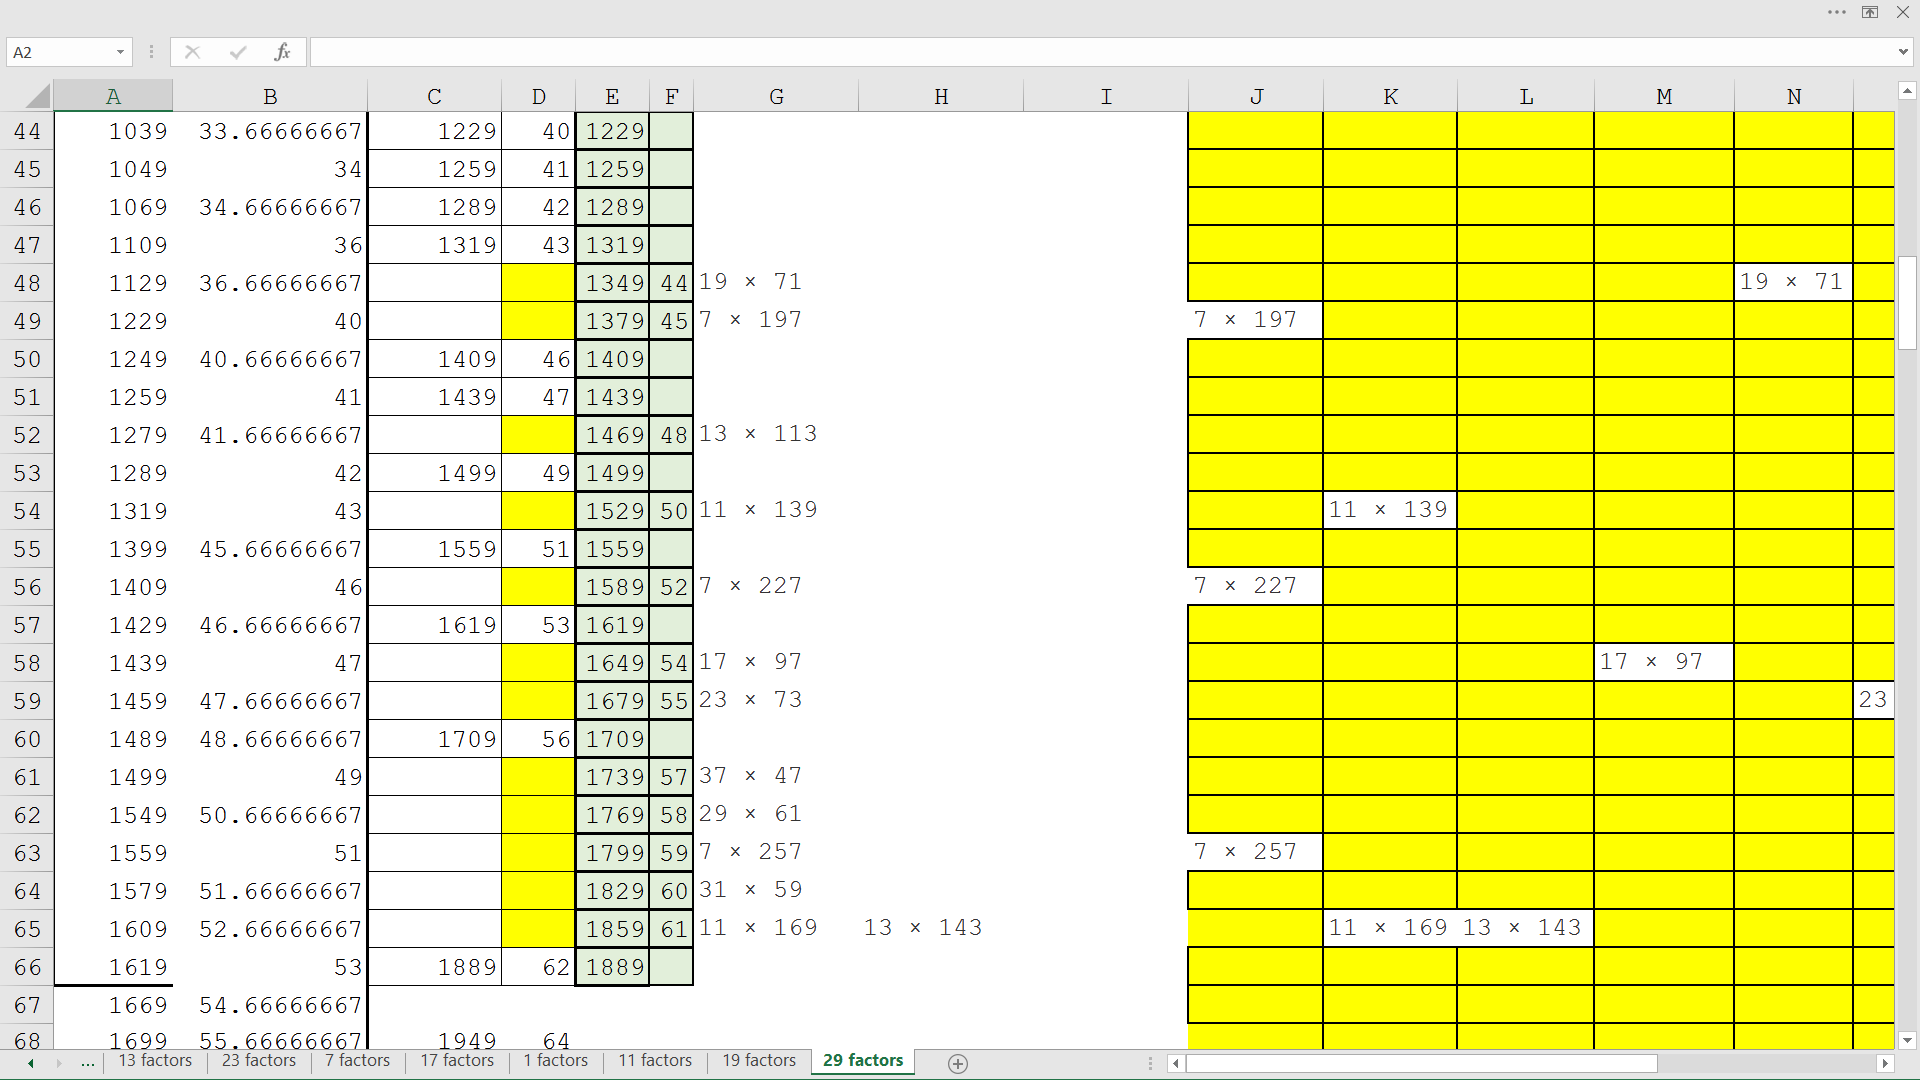 A2
fx
A B C D E F G H I J K L M N
44 1039 33.66666667 1229 40 1229
45 1049 34 1259 41 1259
46 1069 34.66666667 1289 42 1289
47 1109 36 1319 43 1319
48 1129 36.66666667 1349 44 19 × 71 19 × 71
49 1229 40 1379 45 7 × 197 7 × 197
50 1249 40.66666667 1409 46 1409
51 1259 41 1439 47 1439
52 1279 41.66666667 1469 48 13 × 113
53 1289 42 1499 49 1499
54 1319 43 1529 50 11 × 139 11 × 139
55 1399 45.66666667 1559 51 1559
56 1409 46 1589 52 7 × 227 7 × 227
57 1429 46.66666667 1619 53 1619
58 1439 47 1649 54 17 × 97 17 × 97
59 1459 47.66666667 1679 55 23 × 73 23
60 1489 48.66666667 1709 56 1709
61 1499 49 1739 57 37 × 47
62 1549 50.66666667 1769 58 29 × 61
63 1559 51 1799 59 7 × 257 7 × 257
64 1579 51.66666667 1829 60 31 × 59
65 1609 52.66666667 1859 61 11 × 169 13 × 143 11 × 169 13 × 143
66 1619 53 1889 62 1889
67 1669 54.66666667
68 1699 55.66666667 1949 64
... 13 factors 23 factors 7 factors 17 factors 1 factors 11 factors 19 factors 29 factors